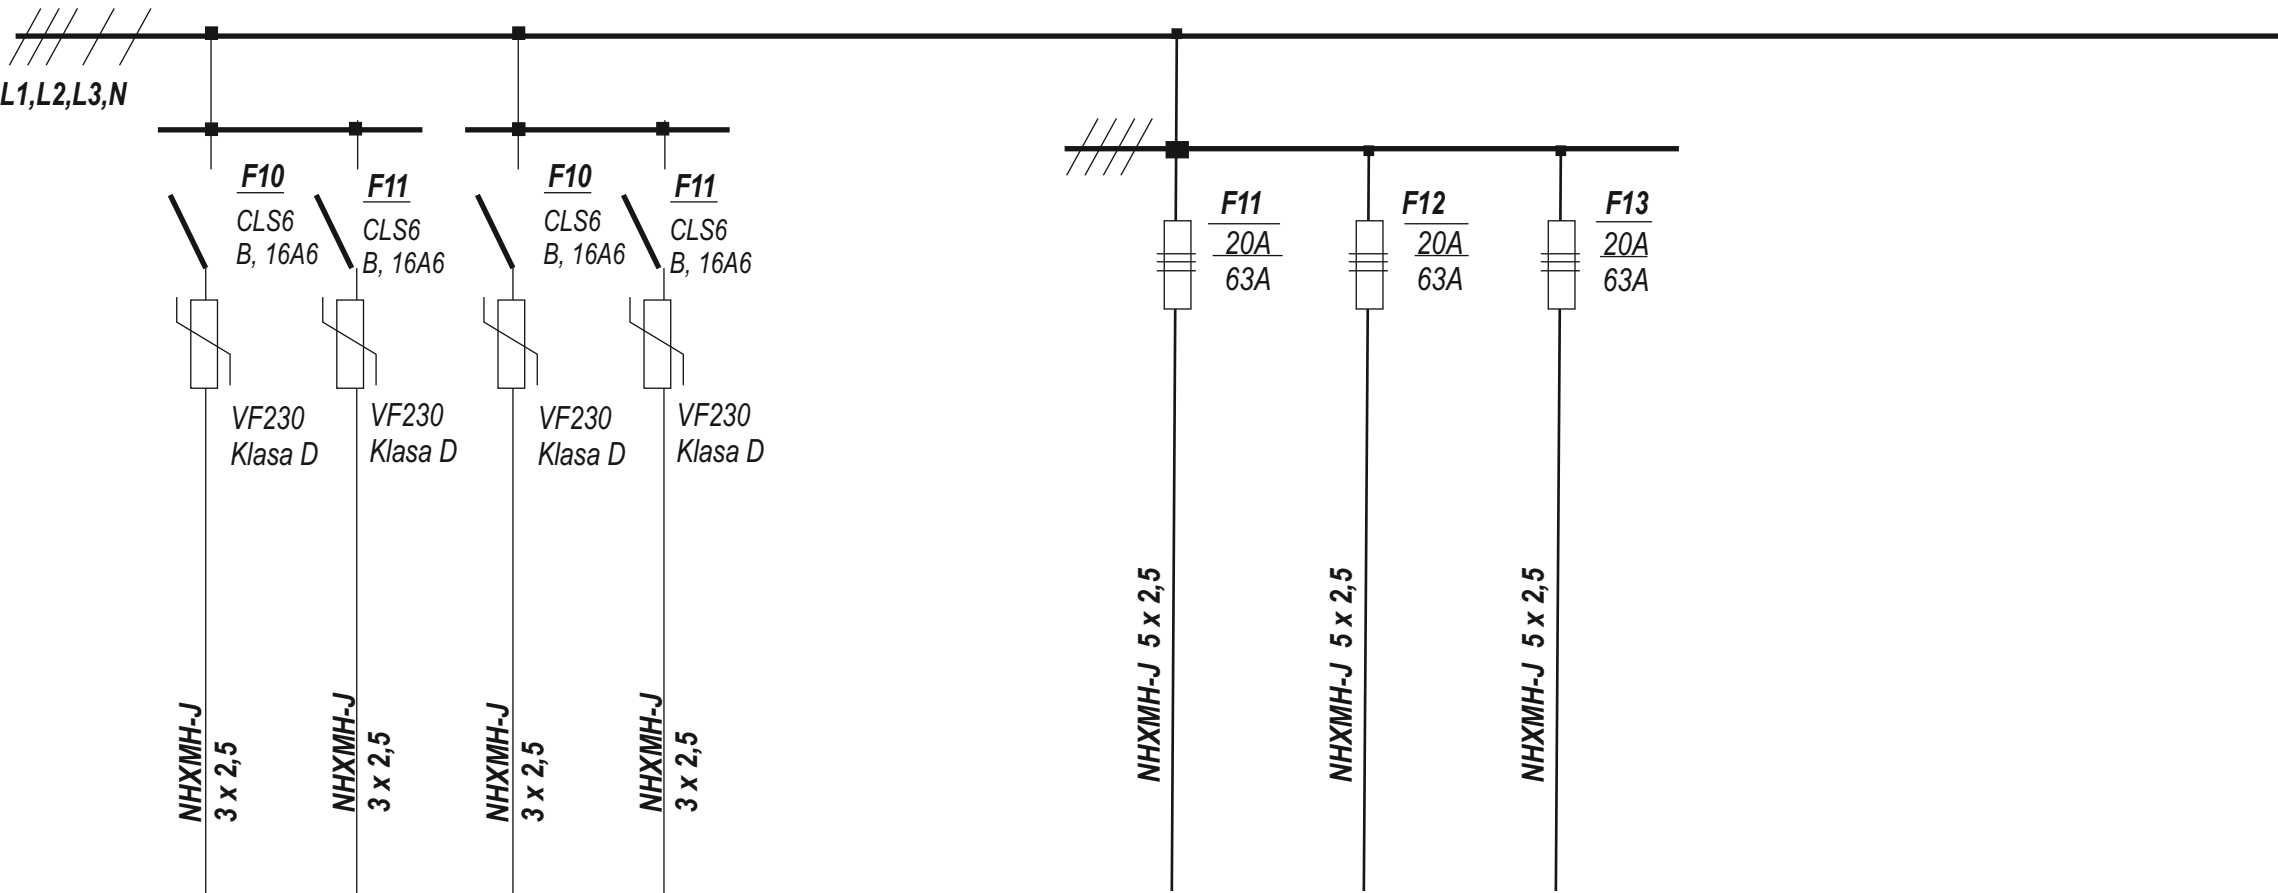 L1,L2,L3,N
F10
CLS6
B, 16A6
F11
CLS6
B, 16A6
F10
CLS6
B, 16A6
F11
CLS6
B, 16A6
F11
20A
63A
F12
20A
63A
F13
20A
63A
VF230
Klasa D
VF230
Klasa D
VF230
Klasa D
VF230
Klasa D
NHXMH-J
3 x 2,5
NHXMH-J
3 x 2,5
NHXMH-J
3 x 2,5
NHXMH-J
3 x 2,5
NHXMH-J 5 x 2,5
NHXMH-J 5 x 2,5
NHXMH-J 5 x 2,5